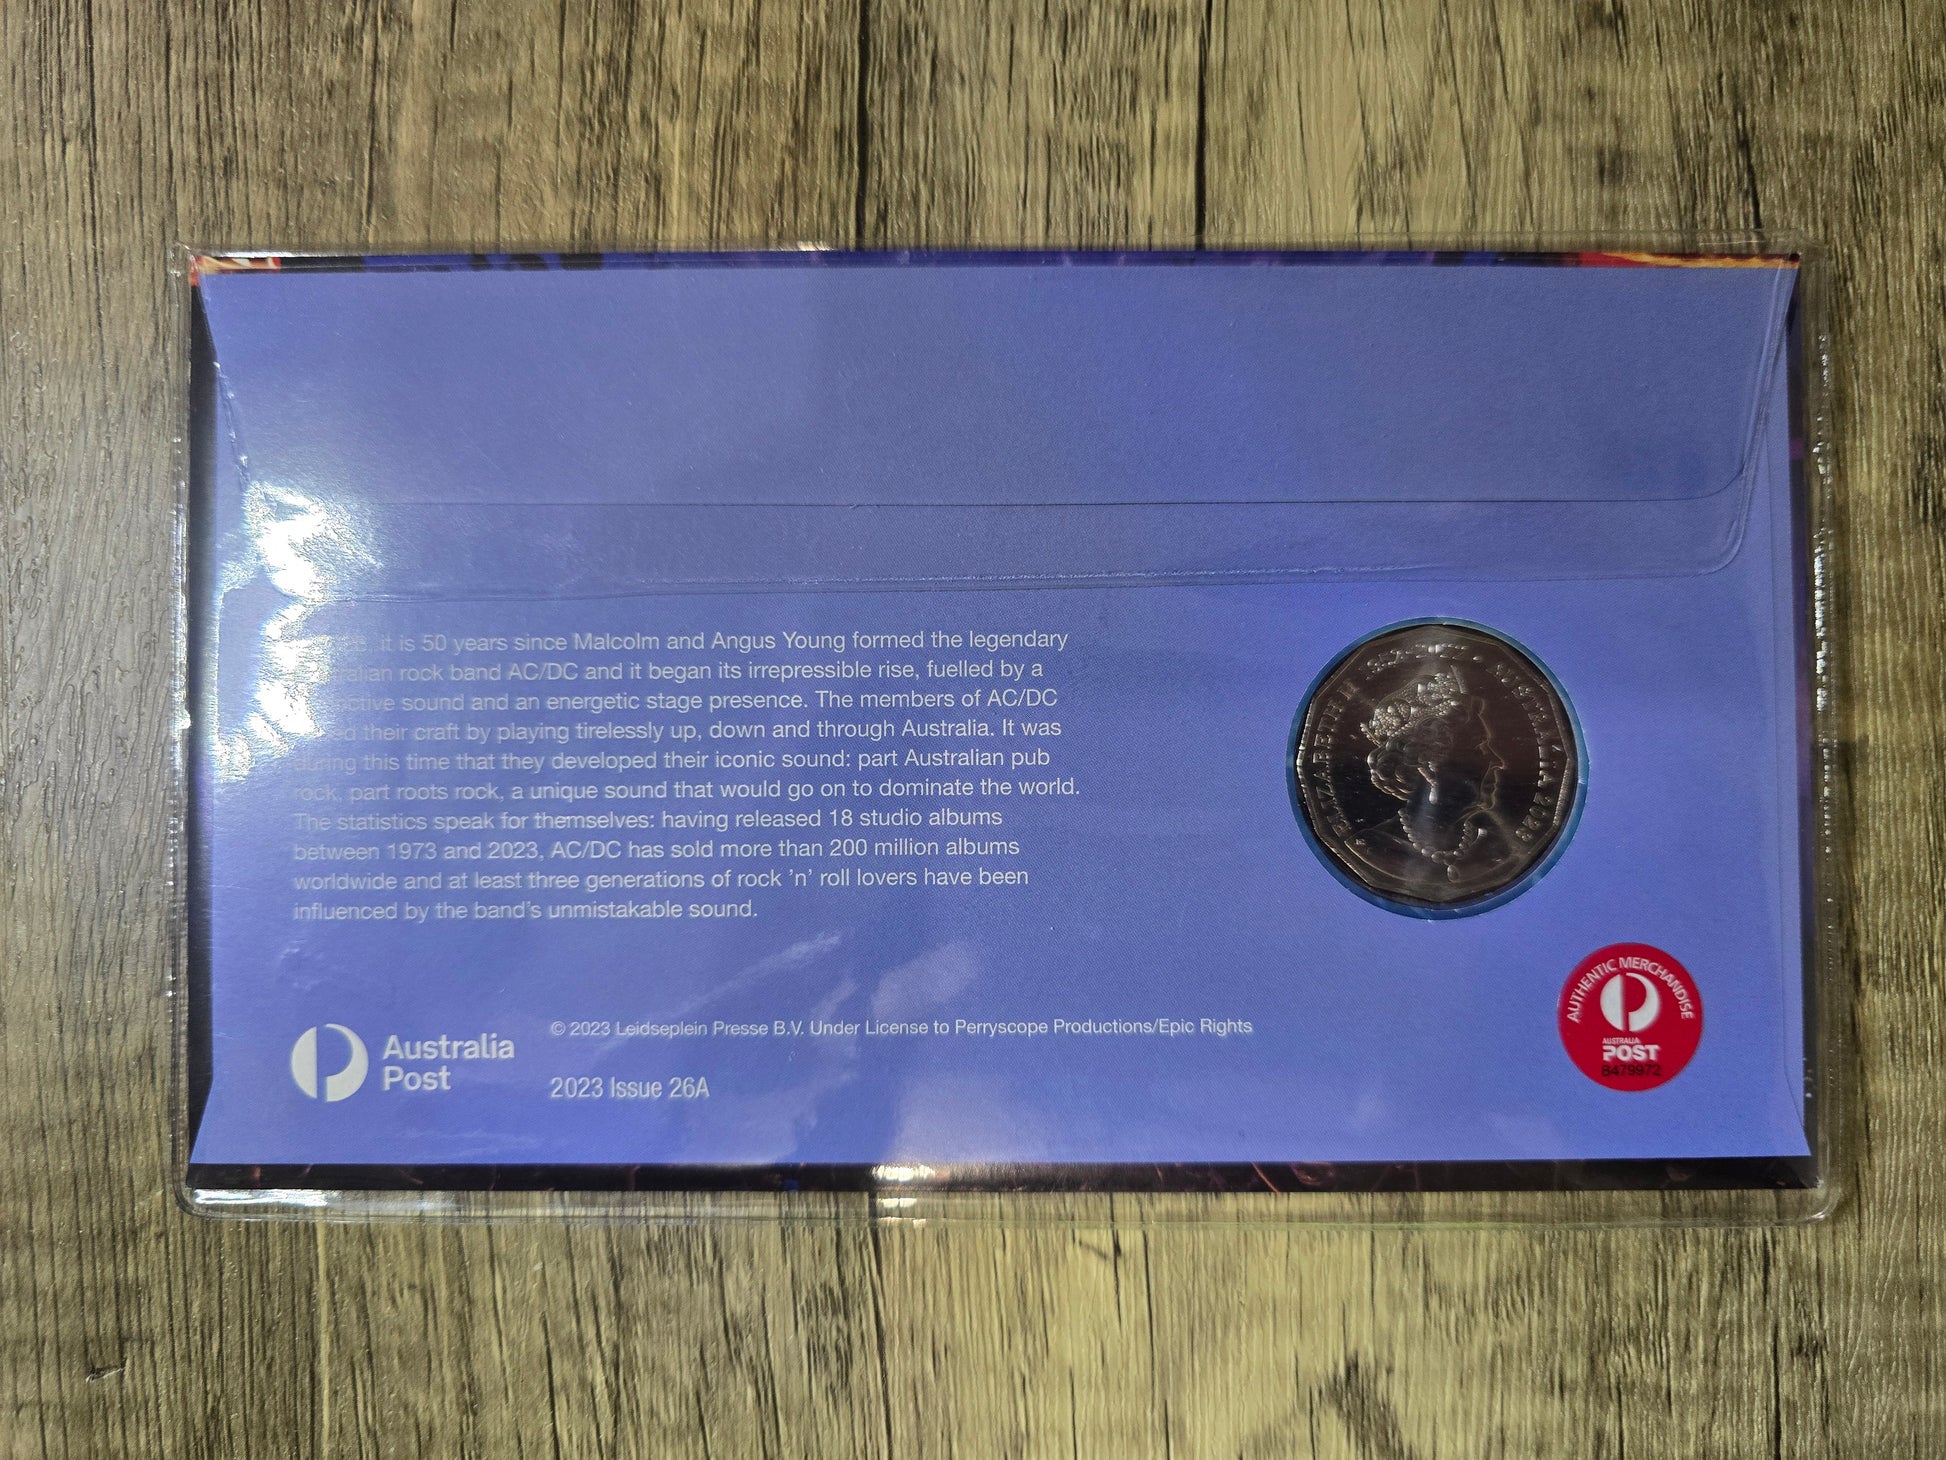 it is 50 years since Malcolm and Angus Young formed the legendary
rock band AC/DC and it began its irrepressible rise, fuelled by a
sound and an energetic stage presence. The members of AC/DC
their craft by playing tirelessly up, down and through Australia. It was
during this time that they developed their iconic sound: part Australian pub
rock, part roots rock, a unique sound that would go on to dominate the world.
The statistics speak for themselves: having released 18 studio albums
between 1973 and 2023, AC/DC has sold more than 200 million albums
worldwide and at least three generations of rock 'n' roll lovers have been
influenced by the band's unmistakable sound.
ELIZABETH II
AUSTRALIA 2023
AUTHENTIC MERCHANDISE
AUSTRALIA
POST
B479972
Australia
Post
© 2023 Leidseplein Presse B.V. Under License to Perryscope Productions/Epic Rights
2023 Issue 26A